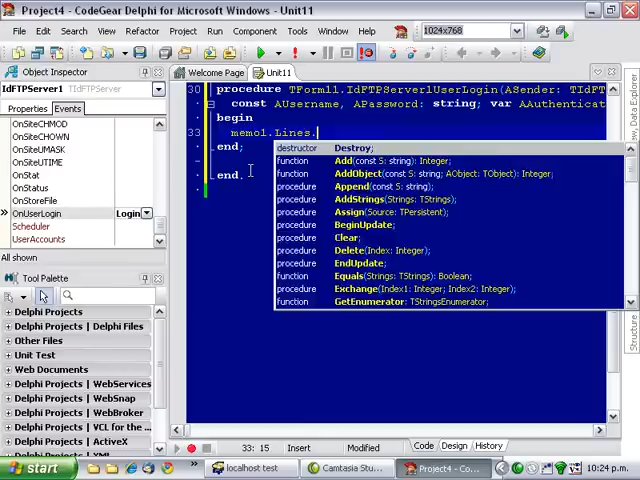 Project4 - CodeGear Delphi for Microsoft Windows - Unit11
File Edit Search View Refactor Project Run Component Tools Window Help
1024x768
Object Inspector
IdFTPServer1 TIdFTPServer
Properties Events
OnSiteCHMOD
OnSiteCHOWN
OnSiteUMASK
OnSiteUTIME
OnStat
OnStatus
OnStoreFile
OnUserLogin Login
Scheduler
UserAccounts
All shown
Tool Palette
Delphi Projects
Delphi Projects | Delphi Files
Other Files
Unit Test
Web Documents
Delphi Projects | WebServices
Delphi Projects | WebSnap
Delphi Projects | WebBroker
Delphi Projects | VCL for the
Delphi Projects | ActiveX
Delphi Projects | XML
Welcome Page Unit11
30 procedure TForm11.IdFTPServer1UserLogin(ASender: TIdFTP
const AUsername, APassword: string; var AAuthenticat
begin
33 memo1.Lines.
end;
end.
destructor Destroy;
function Add(const S: string): Integer;
function AddObject(const S: string; AObject: TObject): Integer;
procedure Append(const S: string);
procedure AddStrings(Strings: TStrings);
procedure Assign(Source: TPersistent);
procedure BeginUpdate;
procedure Clear;
procedure Delete(Index: Integer);
procedure EndUpdate;
function Equals(Strings: TStrings): Boolean;
procedure Exchange(Index1: Integer; Index2: Integer);
function GetEnumerator: TStringsEnumerator;
33: 15 Insert Modified Code Design History
Data Explorer
Structure
start
localhost test
Camtasia Stu...
Project4 - Co...
10:24 p.m.